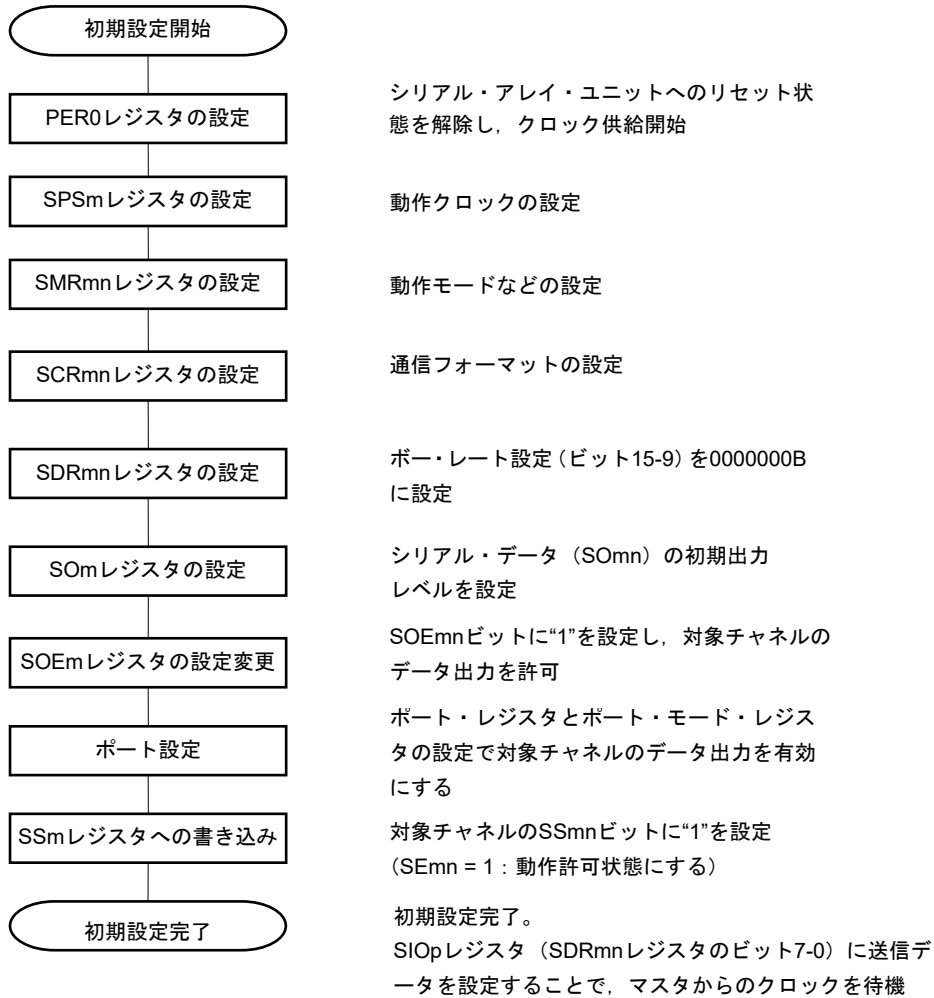 初期設定開始
PER0レジスタの設定
シリアル・アレイ・ユニットへのリセット状
態を解除し，クロック供給開始
SPSmレジスタの設定
動作クロックの設定
SMRmnレジスタの設定
動作モードなどの設定
SCRmnレジスタの設定
通信フォーマットの設定
SDRmnレジスタの設定
ボー・レート設定（ビット15-9）を0000000B
に設定
SOmレジスタの設定
シリアル・データ（SOmn）の初期出力
レベルを設定
SOEmレジスタの設定変更
SOEmnビットに“1”を設定し，対象チャネルの
データ出力を許可
ポート設定
ポート・レジスタとポート・モード・レジス
タの設定で対象チャネルのデータ出力を有効
にする
SSmレジスタへの書き込み
対象チャネルのSSmnビットに“1”を設定
（SEmn = 1：動作許可状態にする）
初期設定完了
初期設定完了。
SIOpレジスタ（SDRmnレジスタのビット7-0）に送信デ
ータを設定することで，マスタからのクロックを待機